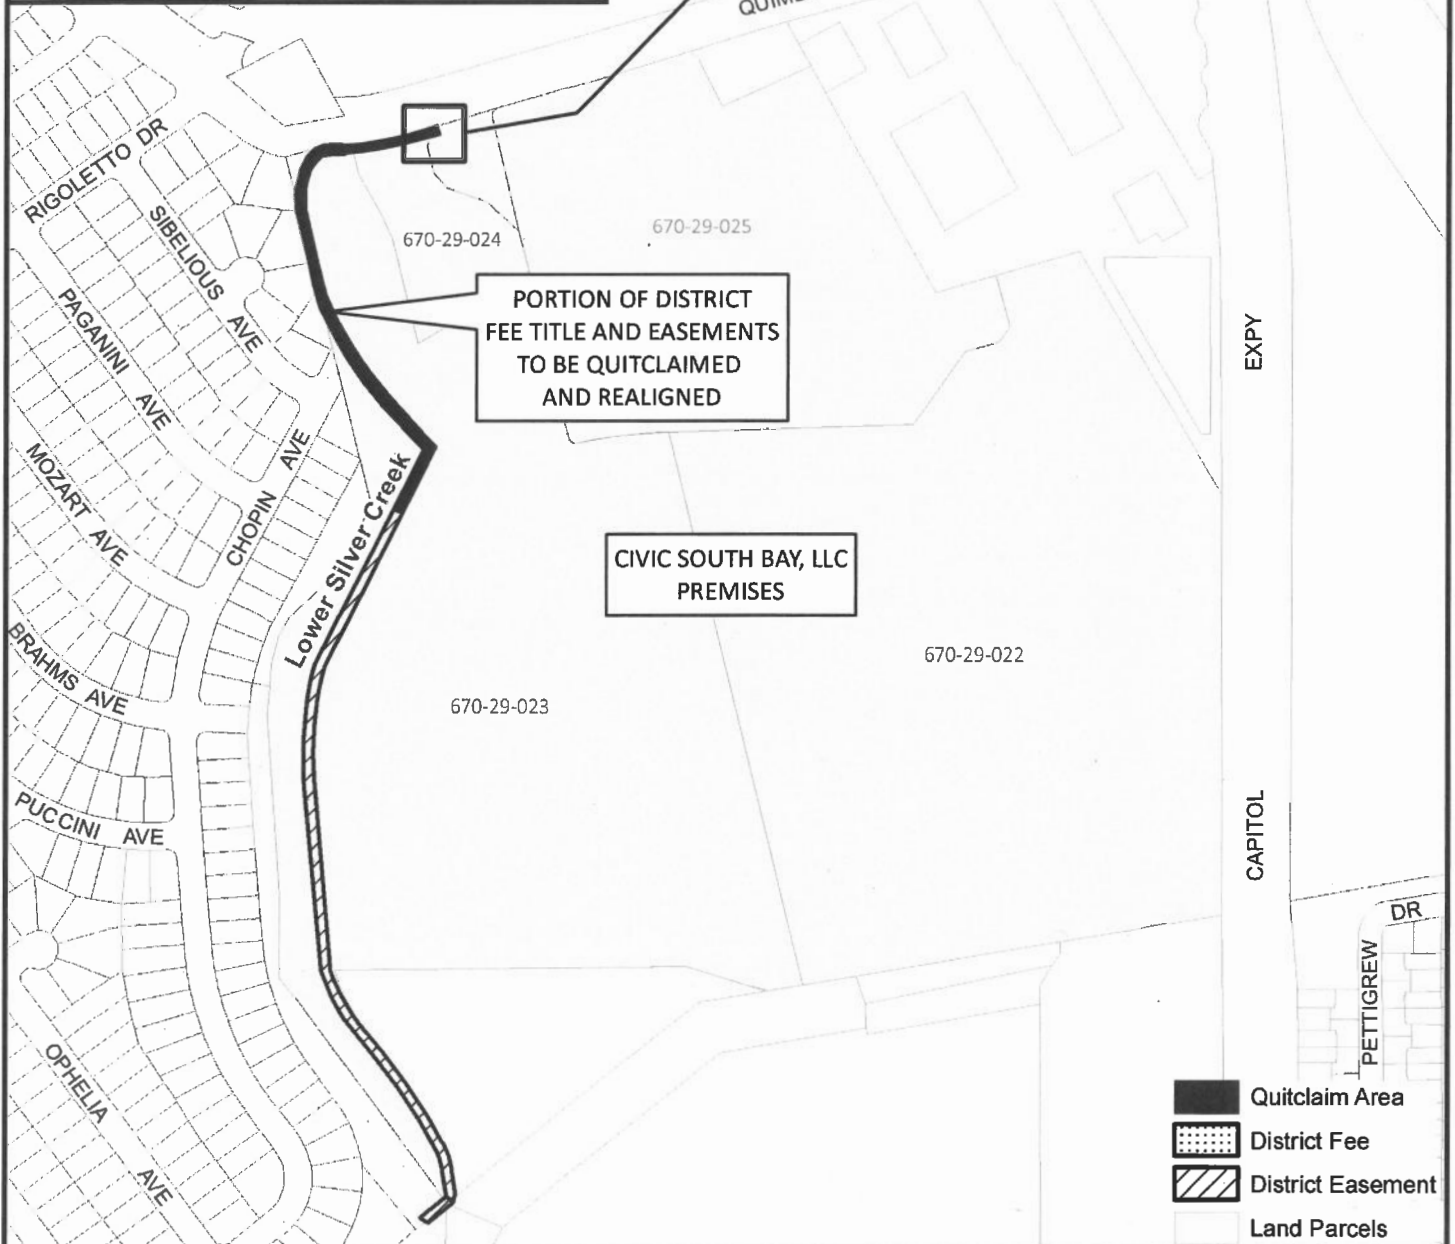 RIGOLETTO DR
SIBELIOUS AVE
670-29-024
670-29-025
PORTION OF DISTRICT
FEE TITLE AND EASEMENTS
TO BE QUITCLAIMED
AND REALIGNED
PAGANINI AVE
EXPY
MOZART AVE
CHOPIN AVE
Lower Silver Creek
CIVIC SOUTH BAY, LLC
PREMISES
BRAHMS AVE
670-29-022
670-29-023
PUCCINI AVE
CAPITOL
PETTIGREW DR
OPHELIA AVE
Quitclaim Area
District Fee
District Easement
Land Parcels